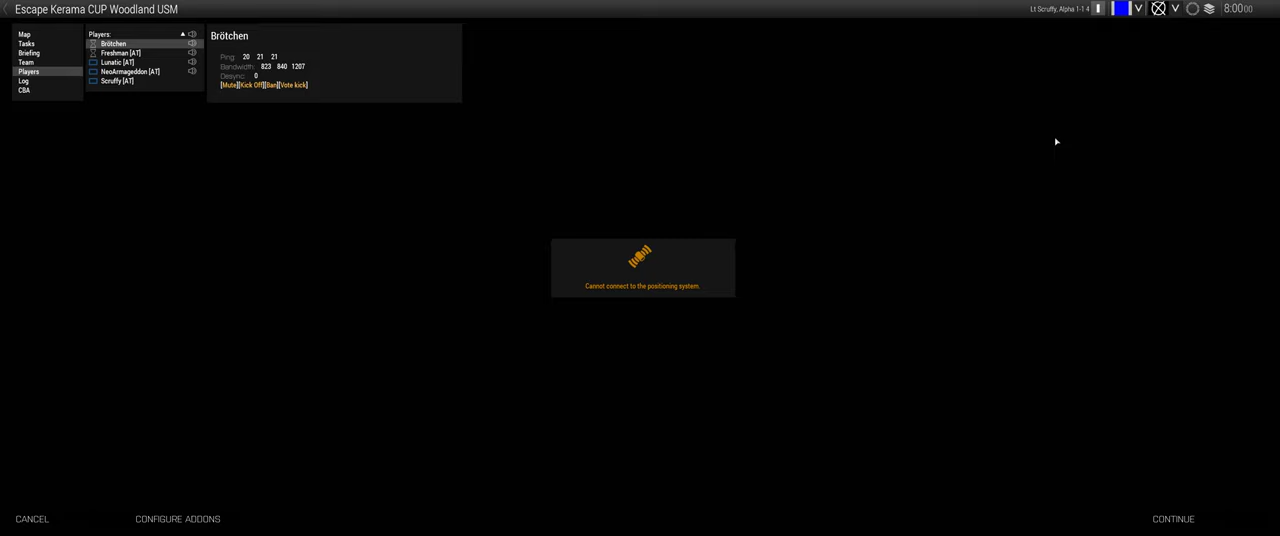 Escape Kerama CUP Woodland USM
Lt Scruffy, Alpha 1-1 4
8:00:00
Map
Tasks
Briefing
Team
Players
Log
CBA
Players:
Brötchen
Freshman [AT]
Lunatic [AT]
NeoArmageddon [AT]
Scruffy [AT]
Brötchen
Ping: 20 21 21
Bandwidth: 823 840 1207
Desync: 0
[Mute][Kick Off][Ban][Vote kick]
Cannot connect to the positioning system.
CANCEL
CONFIGURE ADDONS
CONTINUE